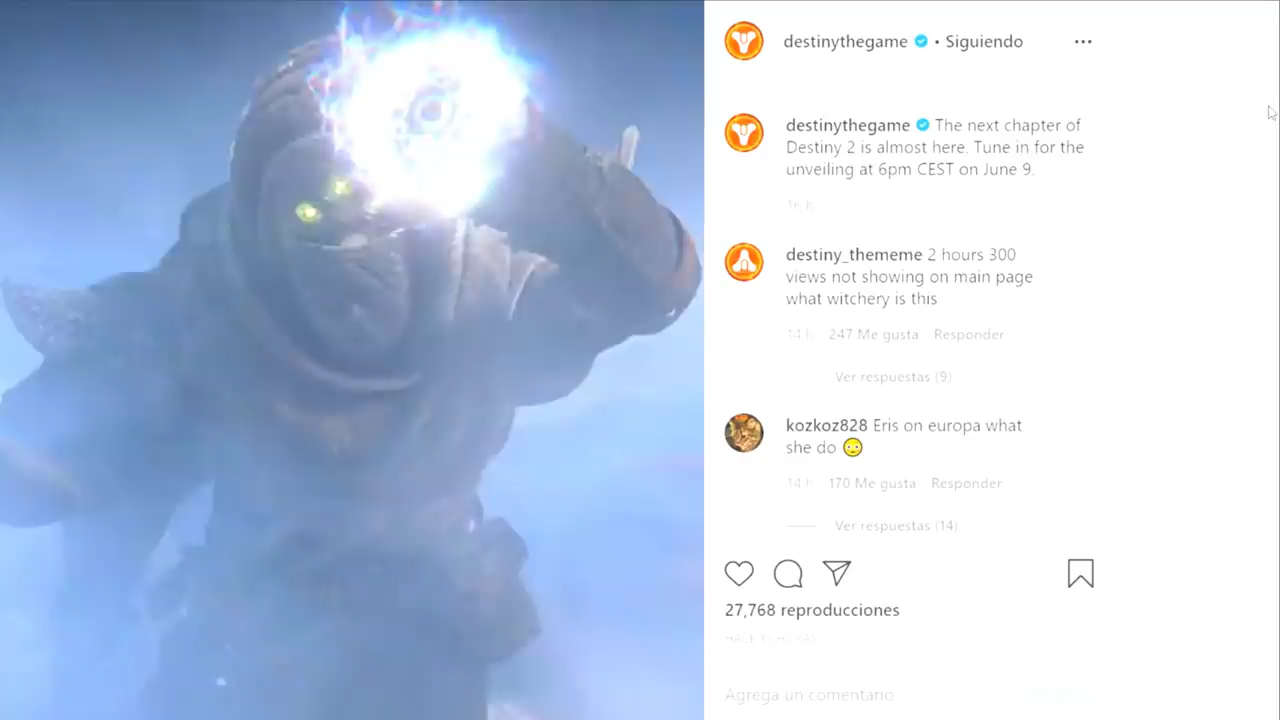 destinythegame • Siguiendo
destinythegame The next chapter of
Destiny 2 is almost here. Tune in for the
unveiling at 6pm CEST on June 9.
16 h
destiny_thememe 2 hours 300
views not showing on main page
what witchery is this
14 h 247 Me gusta Responder
Ver respuestas (9)
kozkoz828 Eris on europa what
she do 😳
14 h 170 Me gusta Responder
Ver respuestas (14)
27,768 reproducciones
Agrega un comentario